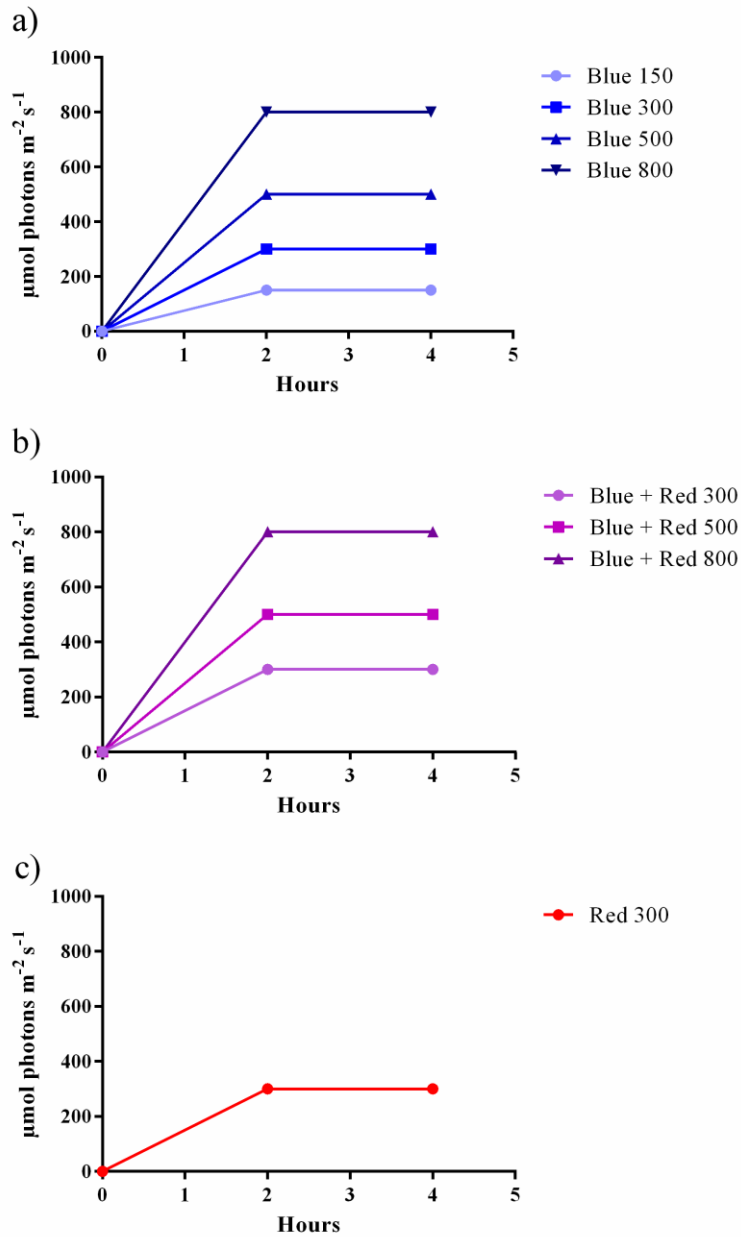 a)
μmol photons m⁻² s⁻¹
1000
800
600
400
200
0
0 1 2 3 4 5
Hours
Blue 150
Blue 300
Blue 500
Blue 800
b)
μmol photons m⁻² s⁻¹
1000
800
600
400
200
0
0 1 2 3 4 5
Hours
Blue + Red 300
Blue + Red 500
Blue + Red 800
c)
μmol photons m⁻² s⁻¹
1000
800
600
400
200
0
0 1 2 3 4 5
Hours
Red 300